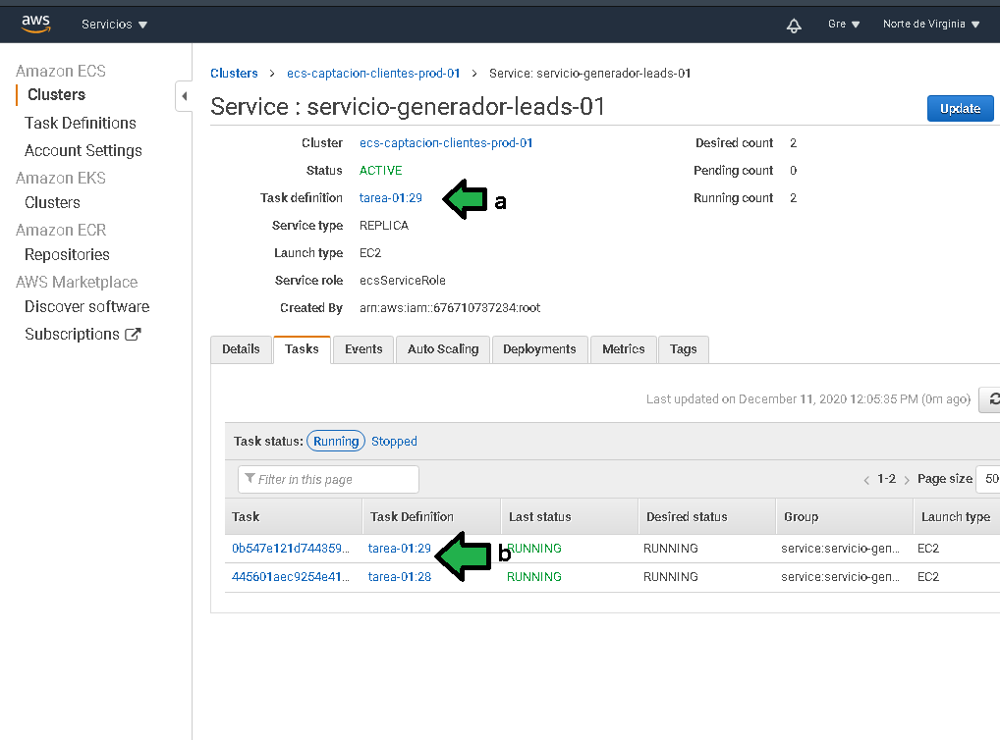 aws Servicios Gre Norte de Virginia
Amazon ECS
Clusters
Task Definitions
Account Settings
Amazon EKS
Clusters
Amazon ECR
Repositories
AWS Marketplace
Discover software
Subscriptions
Clusters > ecs-captacion-clientes-prod-01 > Service: servicio-generador-leads-01
Service : servicio-generador-leads-01
Update
Cluster ecs-captacion-clientes-prod-01 Desired count 2
Status ACTIVE Pending count 0
Task definition tarea-01:29 a Running count 2
Service type REPLICA
Launch type EC2
Service role ecsServiceRole
Created By arn:aws:iam::676710737234:root
Details Tasks Events Auto Scaling Deployments Metrics Tags
Last updated on December 11, 2020 12:05:35 PM (0m ago)
Task status: Running Stopped
Filter in this page < 1-2 > Page size 50
Task Task Definition Last status Desired status Group Launch type
0b547e121d744359... tarea-01:29 b RUNNING RUNNING service:servicio-gen... EC2
445601aec9254e41... tarea-01:28 RUNNING RUNNING service:servicio-gen... EC2